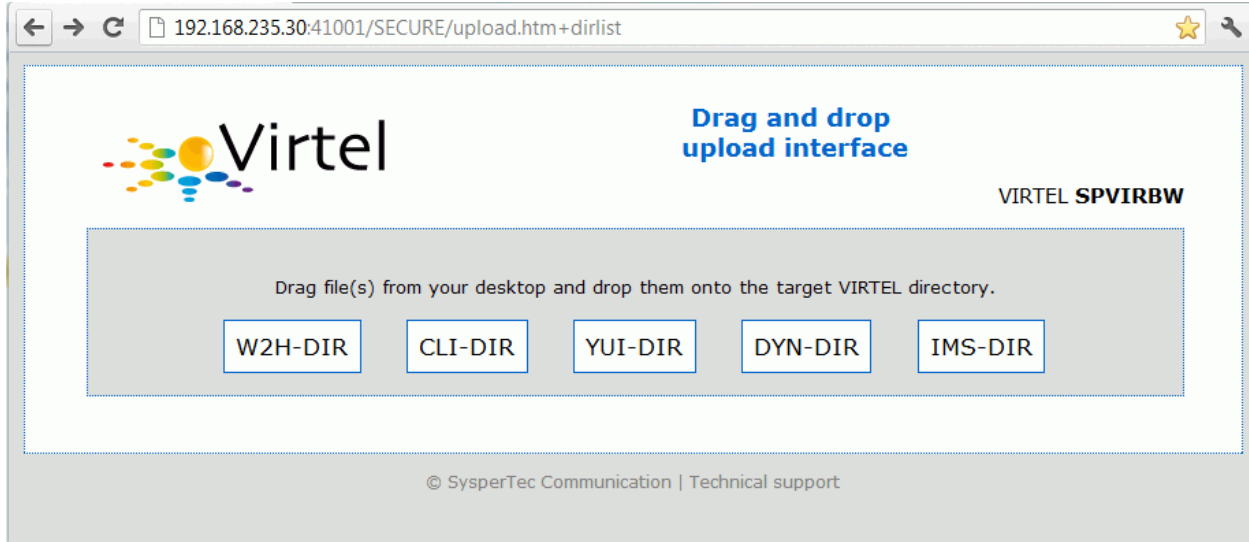 192.168.235.30:41001/SECURE/upload.htm+dirlist
Virtel
Drag and drop
upload interface
VIRTEL SPVIRBW
Drag file(s) from your desktop and drop them onto the target VIRTEL directory.
W2H-DIR CLI-DIR YUI-DIR DYN-DIR IMS-DIR
© SysperTec Communication | Technical support